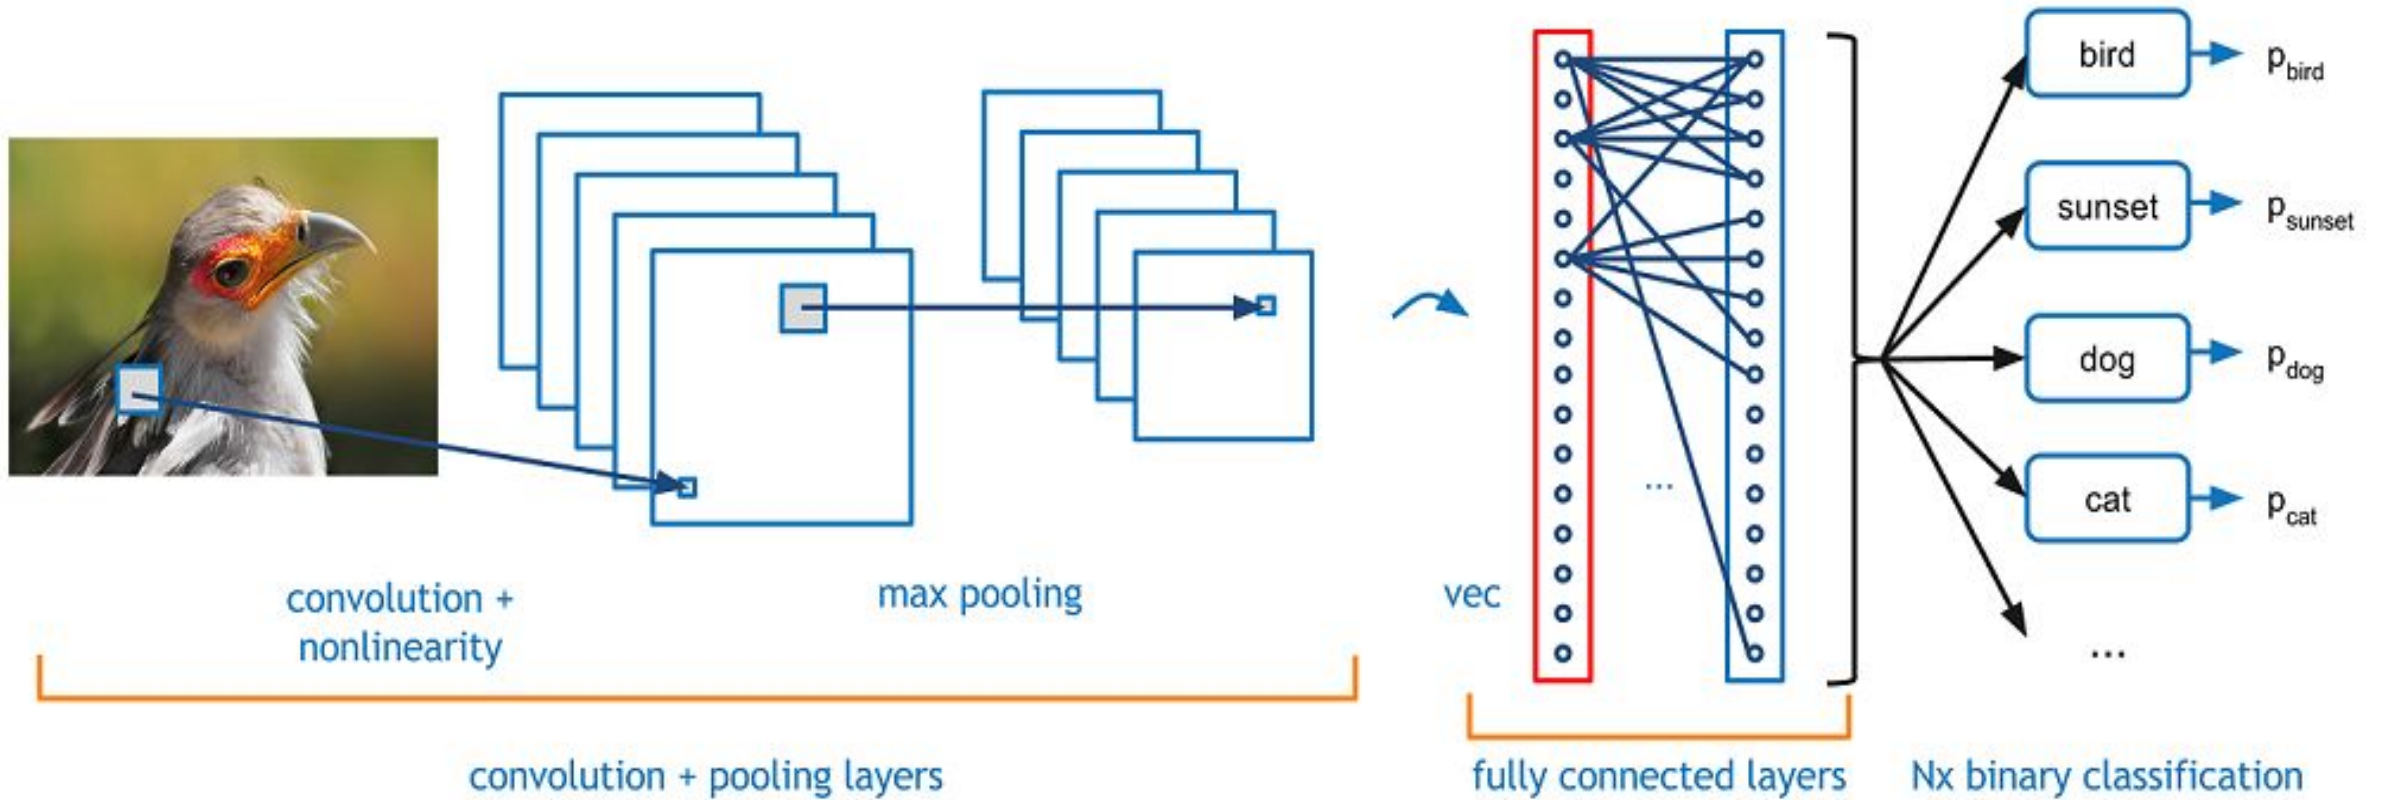 bird
p_bird
sunset
p_sunset
dog
p_dog
cat
p_cat
...
...
convolution +
nonlinearity
max pooling
vec
convolution + pooling layers
fully connected layers
Nx binary classification